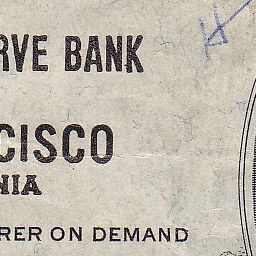 RVE BANK
CISCO
NIA
RER ON DEMAND